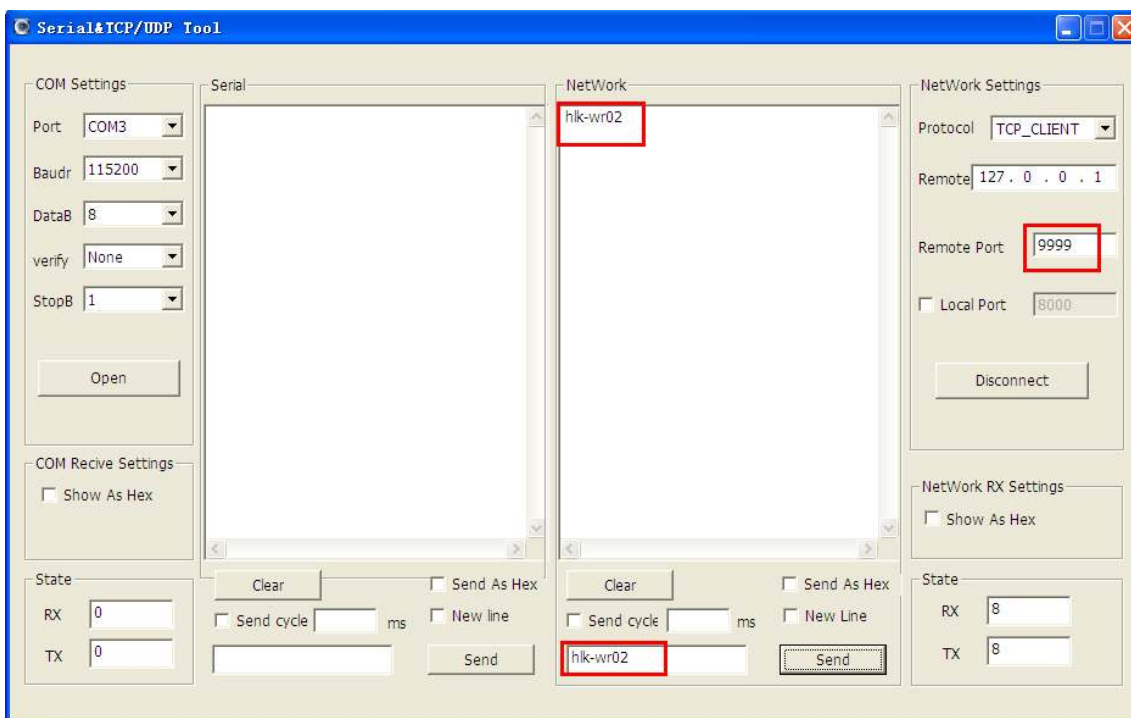 Serial&TCP/UDP Tool
COM Settings
Port COM3
Baudr 115200
DataB 8
verify None
StopB 1
Open
COM Recive Settings
Show As Hex
State
RX 0
TX 0
Serial
Clear
Send As Hex
Send cycle ms
New line
Send
NetWork
hlk-wr02
Clear
Send As Hex
Send cycle ms
New Line
hlk-wr02
Send
NetWork Settings
Protocol TCP_CLIENT
Remote 127 . 0 . 0 . 1
Remote Port 9999
Local Port 8000
Disconnect
NetWork RX Settings
Show As Hex
State
RX 8
TX 8